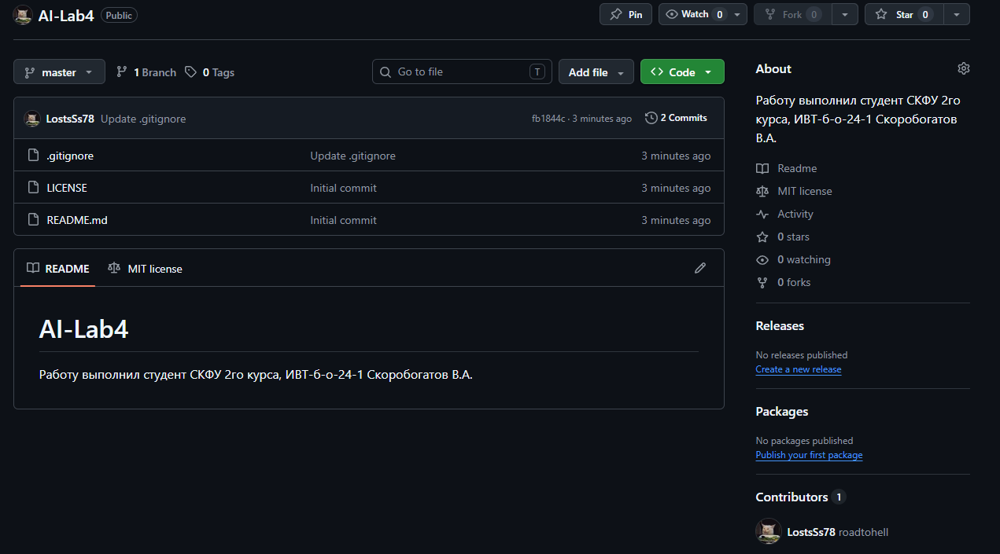 AI-Lab4 Public Pin Watch 0 Fork 0 Star 0
master 1 Branch 0 Tags Go to file T Add file Code
LostsSs78 Update .gitignore fb1844c · 3 minutes ago 2 Commits
.gitignore Update .gitignore 3 minutes ago
LICENSE Initial commit 3 minutes ago
README.md Initial commit 3 minutes ago
README MIT license
AI-Lab4
Работу выполнил студент СКФУ 2го курса, ИВТ-б-о-24-1 Скоробогатов В.А.
About
Работу выполнил студент СКФУ 2го
курса, ИВТ-б-о-24-1 Скоробогатов
В.А.
Readme
MIT license
Activity
0 stars
0 watching
0 forks
Releases
No releases published
Create a new release
Packages
No packages published
Publish your first package
Contributors 1
LostsSs78 roadtohell